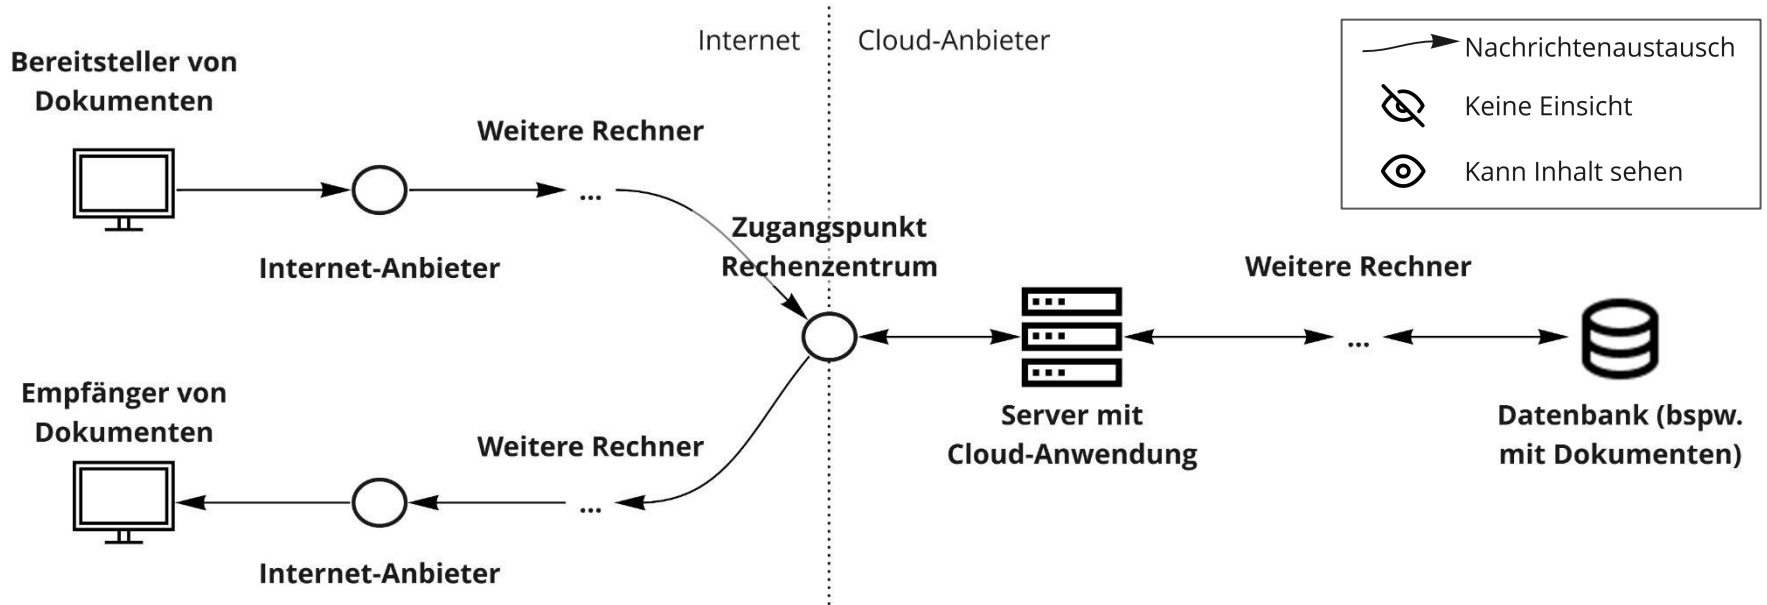 Internet
Cloud-Anbieter
Nachrichtenaustausch
Keine Einsicht
Kann Inhalt sehen
Bereitsteller von
Dokumenten
Weitere Rechner
...
Internet-Anbieter
Zugangspunkt
Rechenzentrum
Weitere Rechner
...
Server mit
Cloud-Anwendung
Datenbank (bspw.
mit Dokumenten)
Empfänger von
Dokumenten
Weitere Rechner
...
Internet-Anbieter